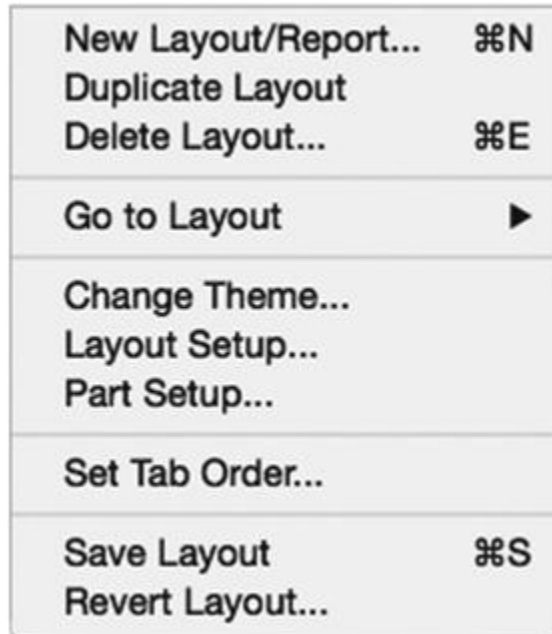 New Layout/Report... ⌘N
Duplicate Layout
Delete Layout... ⌘E
Go to Layout ▶
Change Theme...
Layout Setup...
Part Setup...
Set Tab Order...
Save Layout ⌘S
Revert Layout...